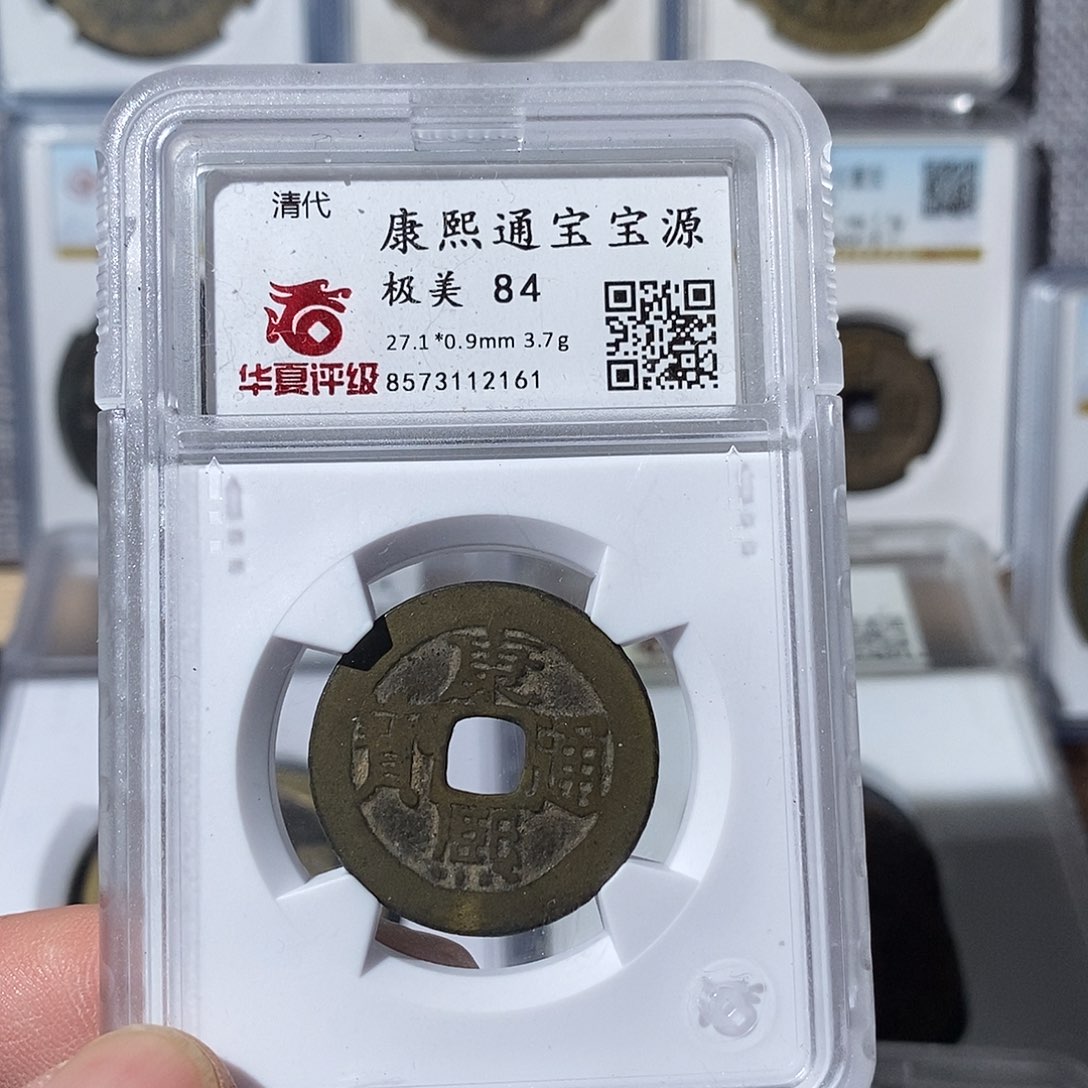 清代
康熙通宝宝源
极美 84
27.1*0.9mm 3.7g
华夏评级
8573112161
康熙通寳